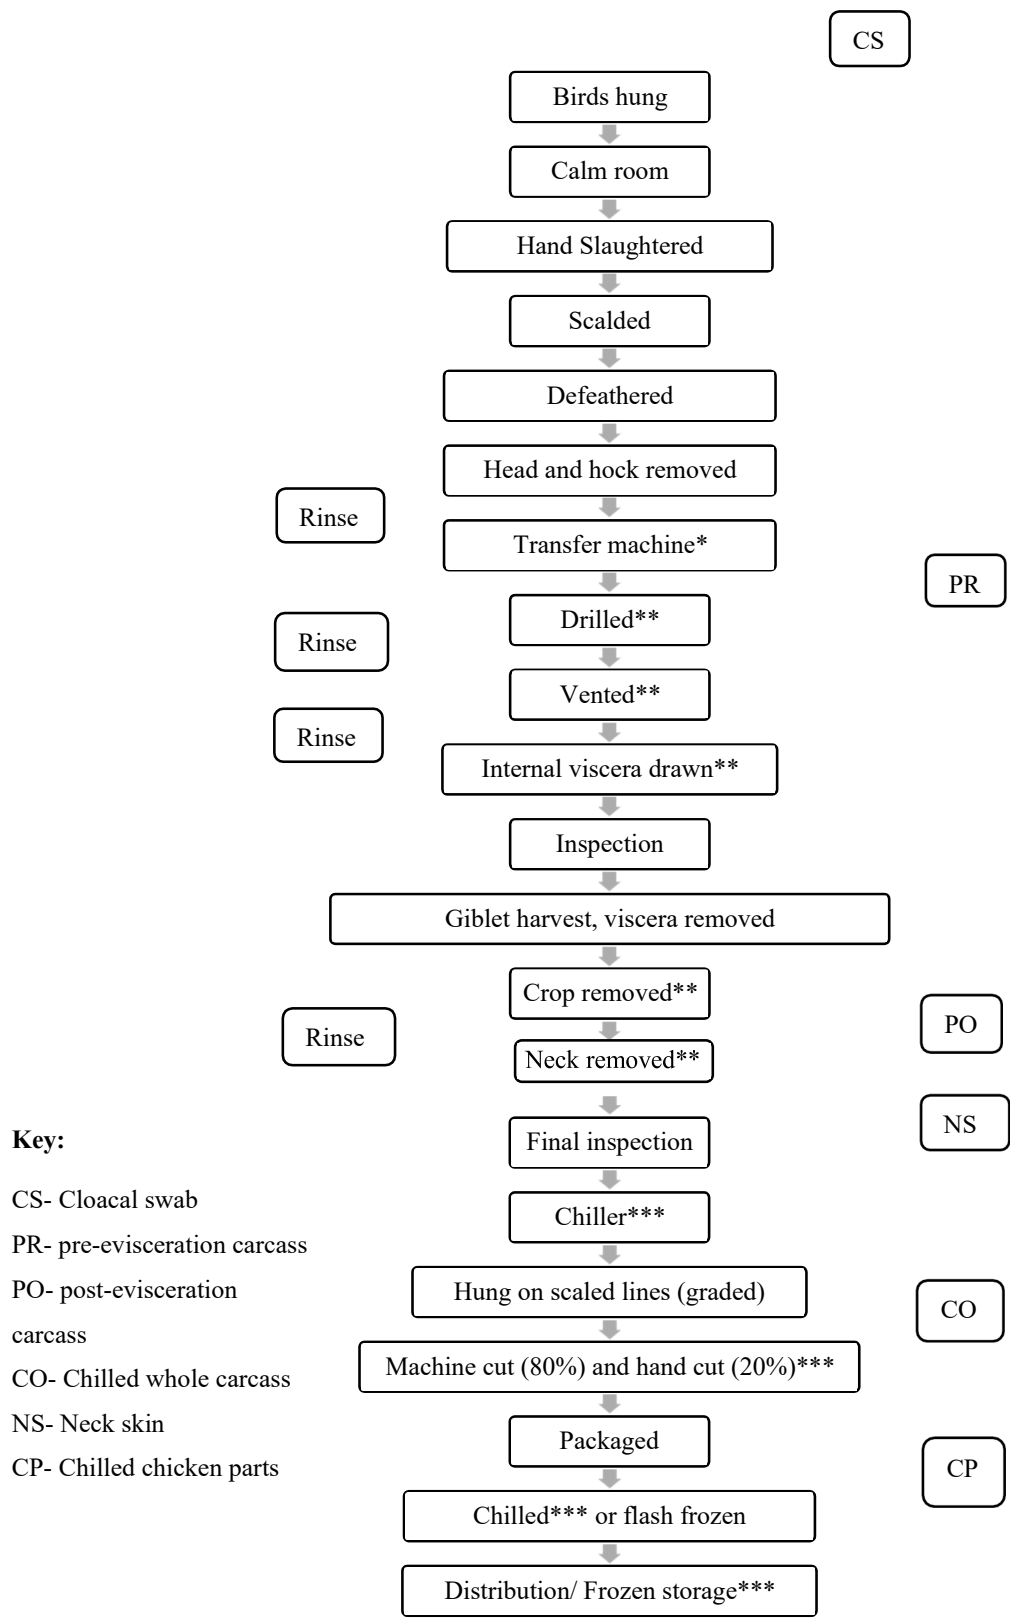 CS
Birds hung
Calm room
Hand Slaughtered
Scalded
Defeathered
Head and hock removed
Rinse
Transfer machine*
PR
Drilled**
Rinse
Vented**
Rinse
Internal viscera drawn**
Inspection
Giblet harvest, viscera removed
Crop removed**
PO
Rinse
Neck removed**
NS
Final inspection
Chiller***
Hung on scaled lines (graded)
CO
Machine cut (80%) and hand cut (20%)***
Packaged
CP
Chilled*** or flash frozen
Distribution/ Frozen storage***
Key:
CS- Cloacal swab
PR- pre-evisceration carcass
PO- post-evisceration
carcass
CO- Chilled whole carcass
NS- Neck skin
CP- Chilled chicken parts